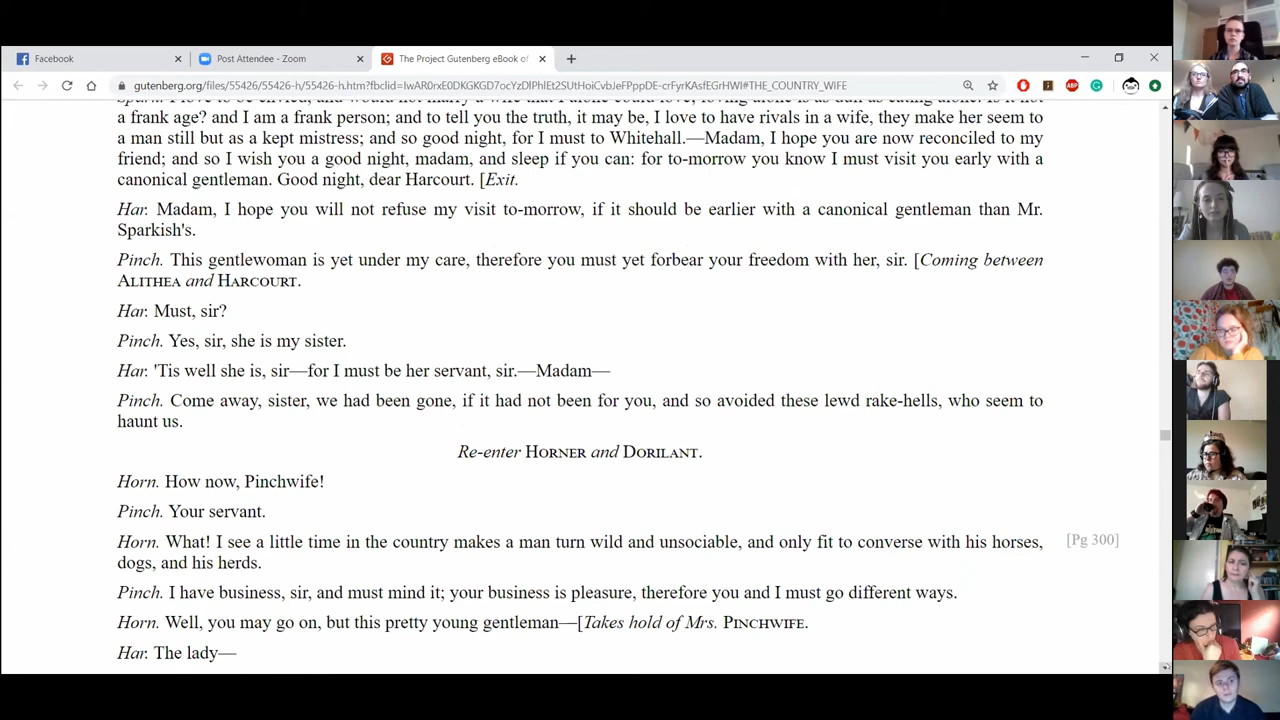 Facebook
Post Attendee - Zoom
The Project Gutenberg eBook of
gutenberg.org/files/55426-h/55426-h.htm?fbclid=IwAR0rxE0DKGKGD7ocYzDlPhlEt2SUtHoiCvbJeFPppDE-crFyrKAsfEGrHWI#THE_COUNTRY_WIFE
a frank age? and I am a frank person; and to tell you the truth, it may be, I love to have rivals in a wife, they make her seem to
a man still but as a kept mistress; and so good night, for I must to Whitehall.—Madam, I hope you are now reconciled to my
friend; and so I wish you a good night, madam, and sleep if you can: for to-morrow you know I must visit you early with a
canonical gentleman. Good night, dear Harcourt. [Exit.
Har. Madam, I hope you will not refuse my visit to-morrow, if it should be earlier with a canonical gentleman than Mr.
Sparkish's.
Pinch. This gentlewoman is yet under my care, therefore you must yet forbear your freedom with her, sir. [Coming between
ALITHEA and HARCOURT.
Har. Must, sir?
Pinch. Yes, sir, she is my sister.
Har. 'Tis well she is, sir—for I must be her servant, sir.—Madam—
Pinch. Come away, sister, we had been gone, if it had not been for you, and so avoided these lewd rake-hells, who seem to
haunt us.
Re-enter HORNER and DORILANT.
Horn. How now, Pinchwife!
Pinch. Your servant.
Horn. What! I see a little time in the country makes a man turn wild and unsociable, and only fit to converse with his horses,
dogs, and his herds.
[Pg 300]
Pinch. I have business, sir, and must mind it; your business is pleasure, therefore you and I must go different ways.
Horn. Well, you may go on, but this pretty young gentleman—[Takes hold of Mrs. PINCHWIFE.
Har. The lady—